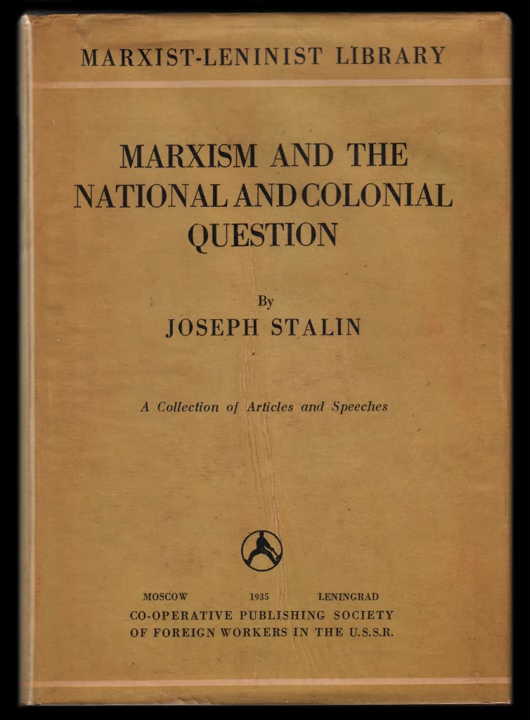 MARXIST-LENINIST LIBRARY
MARXISM AND THE
NATIONAL AND COLONIAL
QUESTION
By
JOSEPH STALIN
A Collection of Articles and Speeches
MOSCOW 1935 LENINGRAD
CO-OPERATIVE PUBLISHING SOCIETY
OF FOREIGN WORKERS IN THE U.S.S.R.